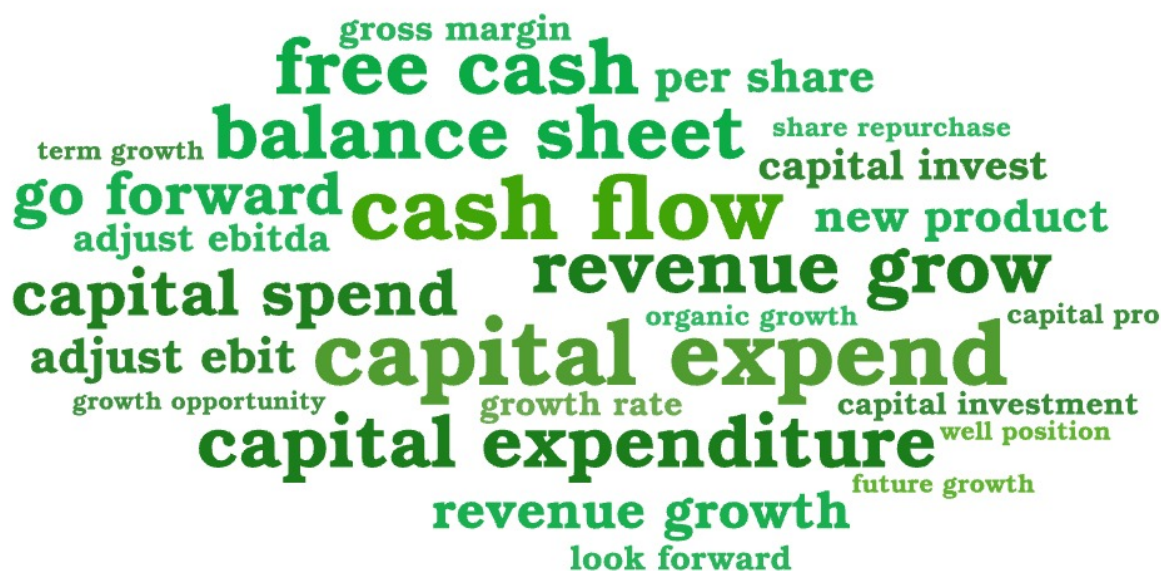 gross margin
free cash
per share
balance sheet
share repurchase
term growth
capital invest
go forward
cash flow
new product
adjust ebitda
revenue grow
capital spend
organic growth
capital pro
adjust ebit
capital expend
growth opportunity
growth rate
capital investment
capital expenditure
well position
future growth
revenue growth
look forward